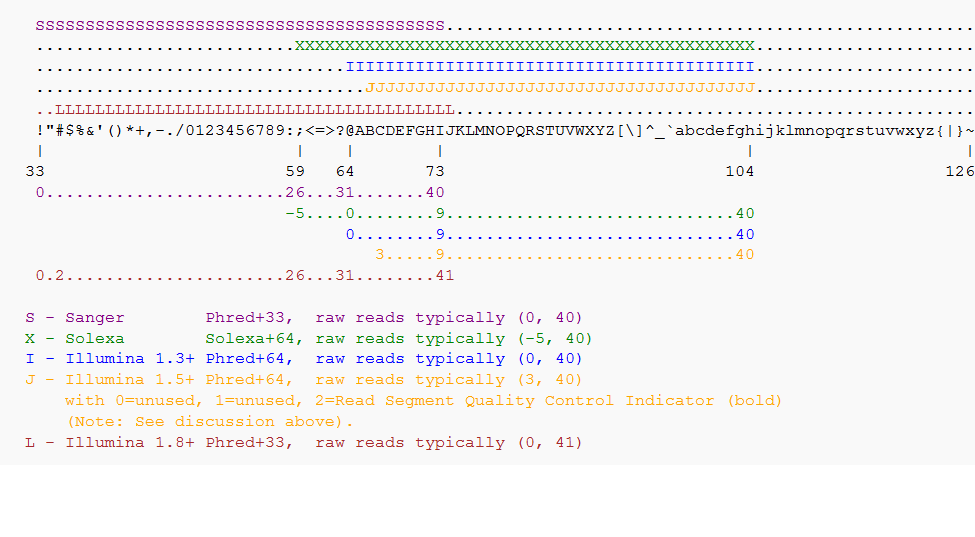 SSSSSSSSSSSSSSSSSSSSSSSSSSSSSSSSSSSSSSSSS.....................................................
..........................XXXXXXXXXXXXXXXXXXXXXXXXXXXXXXXXXXXXXXXXXXXXXX......................
...............................IIIIIIIIIIIIIIIIIIIIIIIIIIIIIIIIIIIIIIIII......................
.................................JJJJJJJJJJJJJJJJJJJJJJJJJJJJJJJJJJJJJJJ......................
..LLLLLLLLLLLLLLLLLLLLLLLLLLLLLLLLLLLLLLLL....................................................
!"#$%&'()*+,-./0123456789:;<=>?@ABCDEFGHIJKLMNOPQRSTUVWXYZ[\]^_`abcdefghijklmnopqrstuvwxyz{|}~
| | | | | |
33 59 64 73 104 126
0........................26...31.......40
-5....0........9.............................40
0........9.............................40
3.....9.............................40
0.2......................26...31........41
S - Sanger Phred+33, raw reads typically (0, 40)
X - Solexa Solexa+64, raw reads typically (-5, 40)
I - Illumina 1.3+ Phred+64, raw reads typically (0, 40)
J - Illumina 1.5+ Phred+64, raw reads typically (3, 40)
with 0=unused, 1=unused, 2=Read Segment Quality Control Indicator (bold)
(Note: See discussion above).
L - Illumina 1.8+ Phred+33, raw reads typically (0, 41)